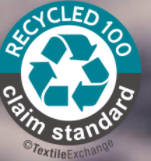 RECYCLED 100
claim standard
©TextileExchange